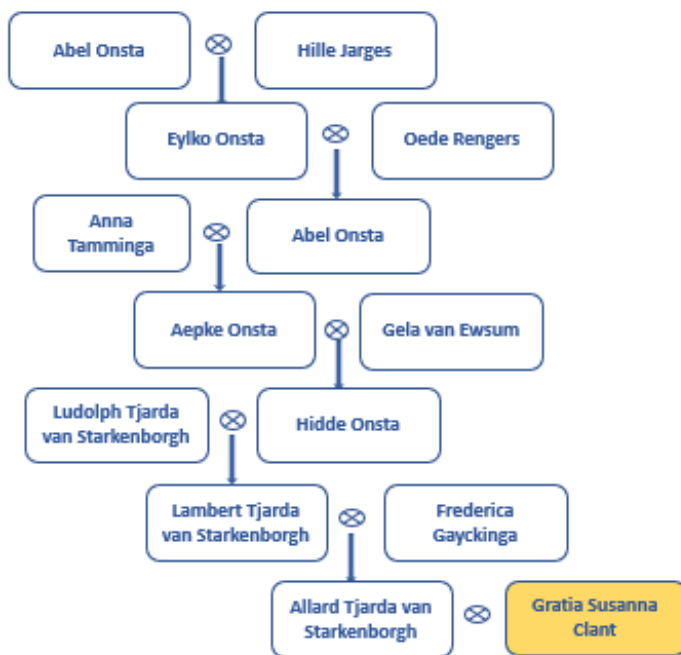 Abel Onsta
Hille Jarges
Eylko Onsta
Oede Rengers
Anna
Tamminga
Abel Onsta
Aepke Onsta
Gela van Ewsum
Ludolph Tjarda
van Starkenborgh
Hidde Onsta
Lambert Tjarda
van Starkenborgh
Frederica
Gayckinga
Allard Tjarda van
Starkenborgh
Gratia Susanna
Clant